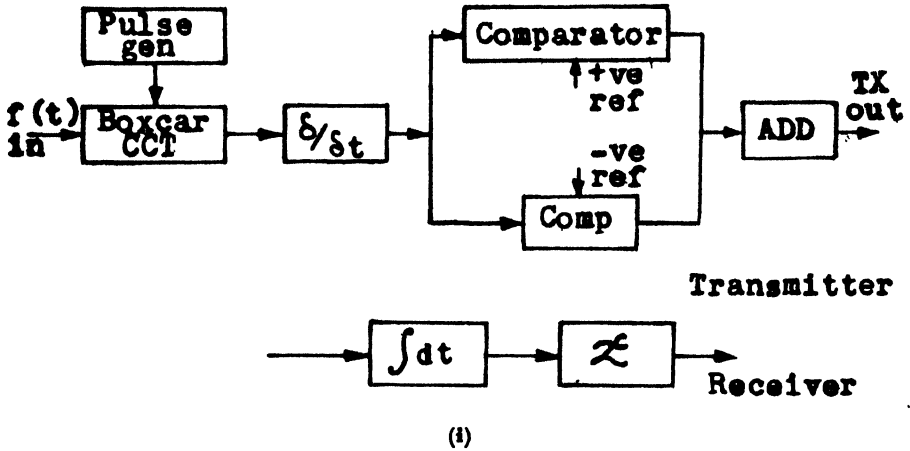 Pulse
gen
Comparator
+ve
ref
TX
out
f(t)
in
Boxcar
CCT
δ/δt
ADD
-ve
ref
Comp
Transmitter
∫dt
Receiver
(i)